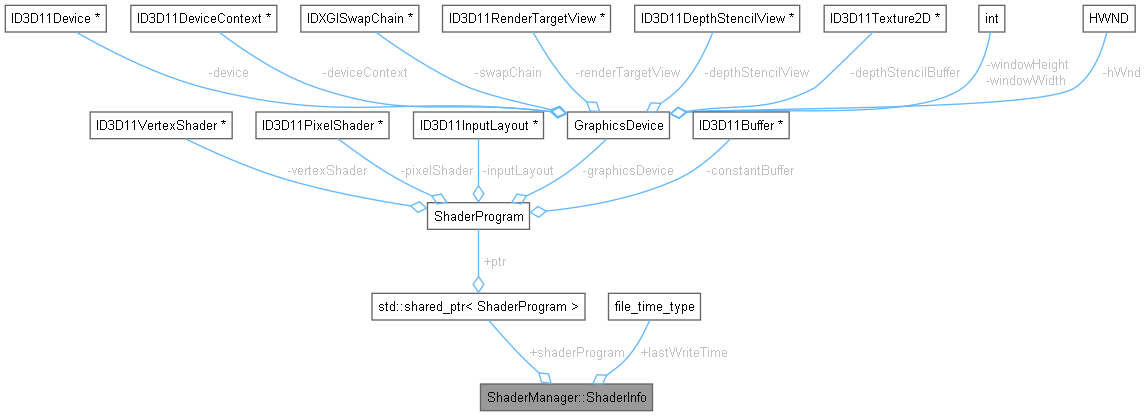 ID3D11Device *
ID3D11DeviceContext *
IDXGISwapChain *
ID3D11RenderTargetView *
ID3D11DepthStencilView *
ID3D11Texture2D *
int
HWND
-device
-deviceContext
-swapChain
-renderTargetView
-depthStencilView
-depthStencilBuffer
-windowHeight
-windowWidth
-hWnd
ID3D11VertexShader *
ID3D11PixelShader *
ID3D11InputLayout *
GraphicsDevice
ID3D11Buffer *
-vertexShader
-pixelShader
-inputLayout
-graphicsDevice
-constantBuffer
ShaderProgram
+ptr
std::shared_ptr< ShaderProgram >
file_time_type
+shaderProgram
+lastWriteTime
ShaderManager::ShaderInfo